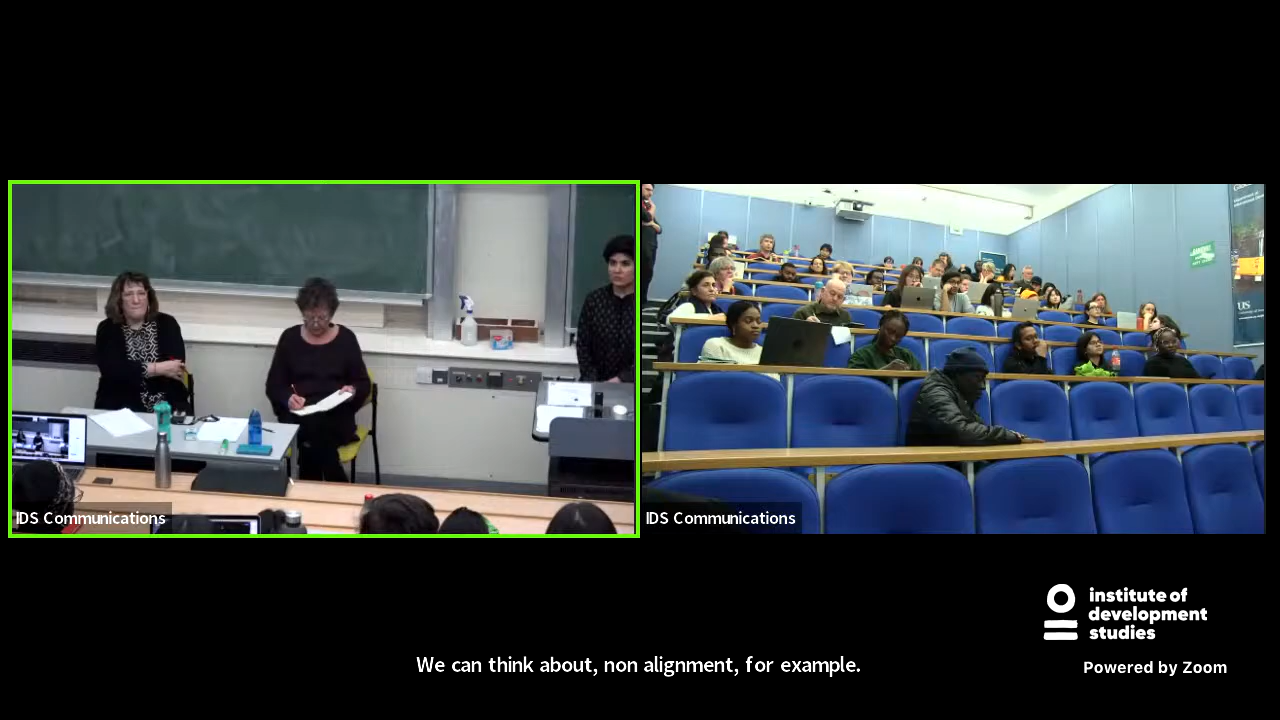 IDS Communications
IDS Communications
US
institute of
development
studies
We can think about, non alignment, for example.
Powered by Zoom